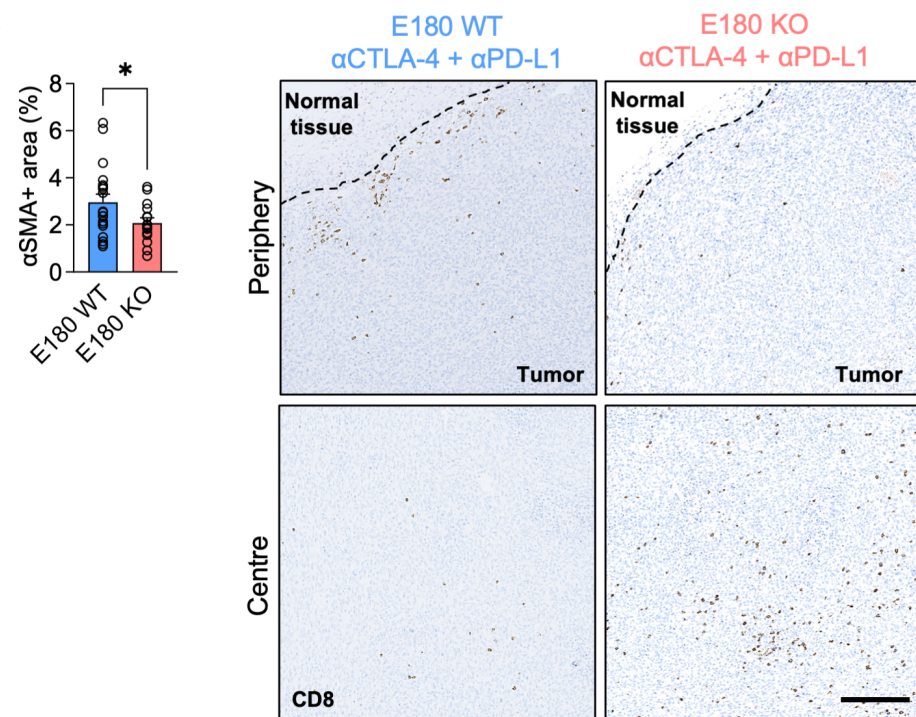 αSMA+ area (%)
8
6
4
2
0
*
E180 WT
E180 KO
E180 WT
αCTLA-4 + αPD-L1
E180 KO
αCTLA-4 + αPD-L1
Periphery
Normal
tissue
Tumor
Normal
tissue
Tumor
Centre
CD8